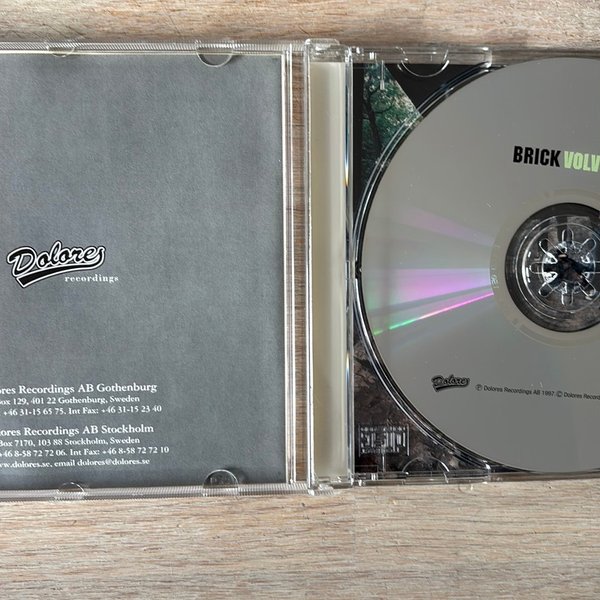 Dolores
recordings
lores Recordings AB Gothenburg
ox 129, 401 22 Gothenburg, Sweden
+46 31-15 65 75. Int Fax: +46 31-15 23 40
olores Recordings AB Stockholm
Box 7170, 103 88 Stockholm, Sweden
+46 8-58 72 72 06. Int Fax: +46 8-58 72 72 10
www.dolores.se, email dolores@dolores.se
BRICK VOLV
Dolores
℗ Dolores Recordings AB 1997 © Dolores Reco